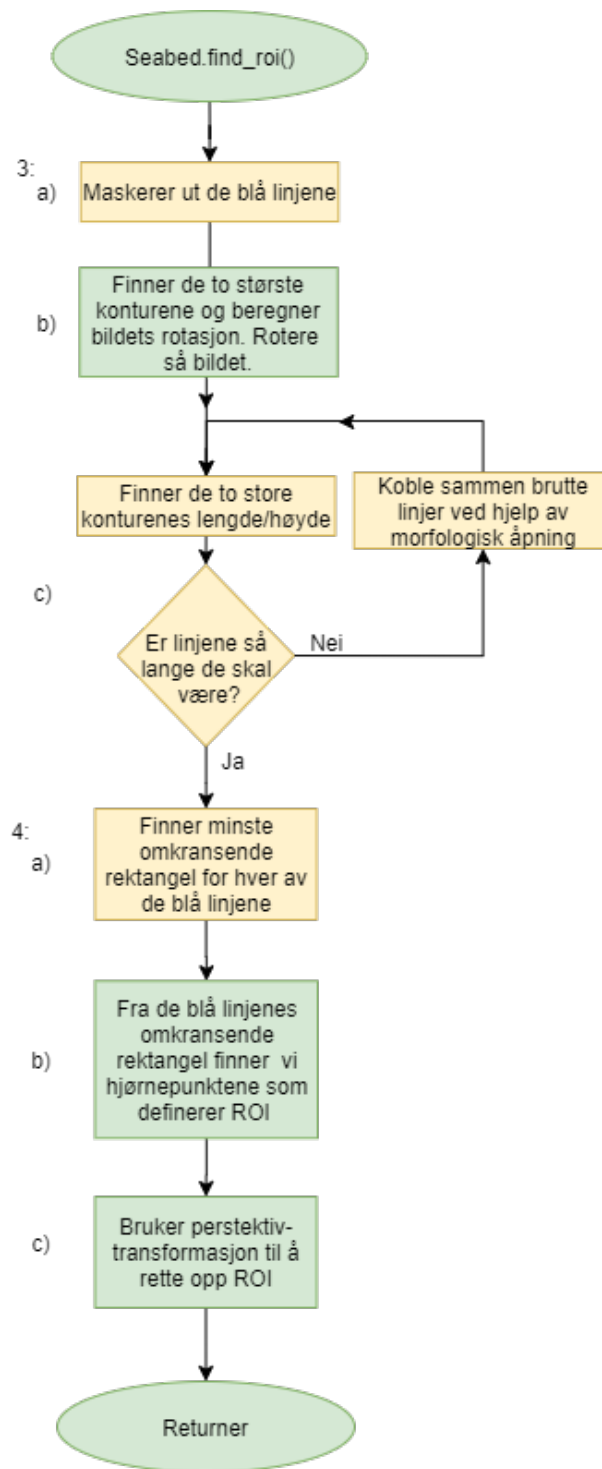 Seabed.find_roi()
3:
a)
Maskerer ut de blå linjene
b)
Finner de to største
konturene og beregner
bildets rotasjon. Rotere
så bildet.
Finner de to store
konturenes lengde/høyde
Koble sammen brutte
linjer ved hjelp av
morfologisk åpning
c)
Er linjene så
lange de skal
være?
Nei
Ja
4:
a)
Finner minste
omkransende
rektangel for hver av
de blå linjene
b)
Fra de blå linjenes
omkransende
rektangel finner vi
hjørnepunktene som
definerer ROI
c)
Bruker perstektiv-
transformasjon til å
rette opp ROI
Returner